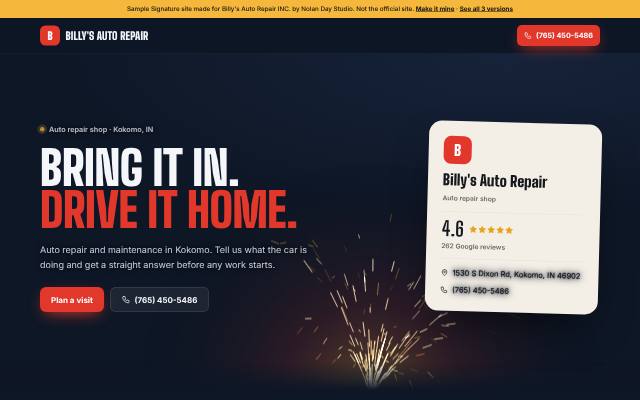 Sample Signature site made for Billy's Auto Repair INC. by Nolan Day Studio. Not the official site. Make it mine · See all 3 versions
B BILLY'S AUTO REPAIR
(765) 450-5486
Auto repair shop · Kokomo, IN
BRING IT IN.
DRIVE IT HOME.
Auto repair and maintenance in Kokomo. Tell us what the car is
doing and get a straight answer before any work starts.
Plan a visit
(765) 450-5486
B
Billy's Auto Repair
Auto repair shop
4.6
262 Google reviews
1530 S Dixon Rd, Kokomo, IN 46902
(765) 450-5486